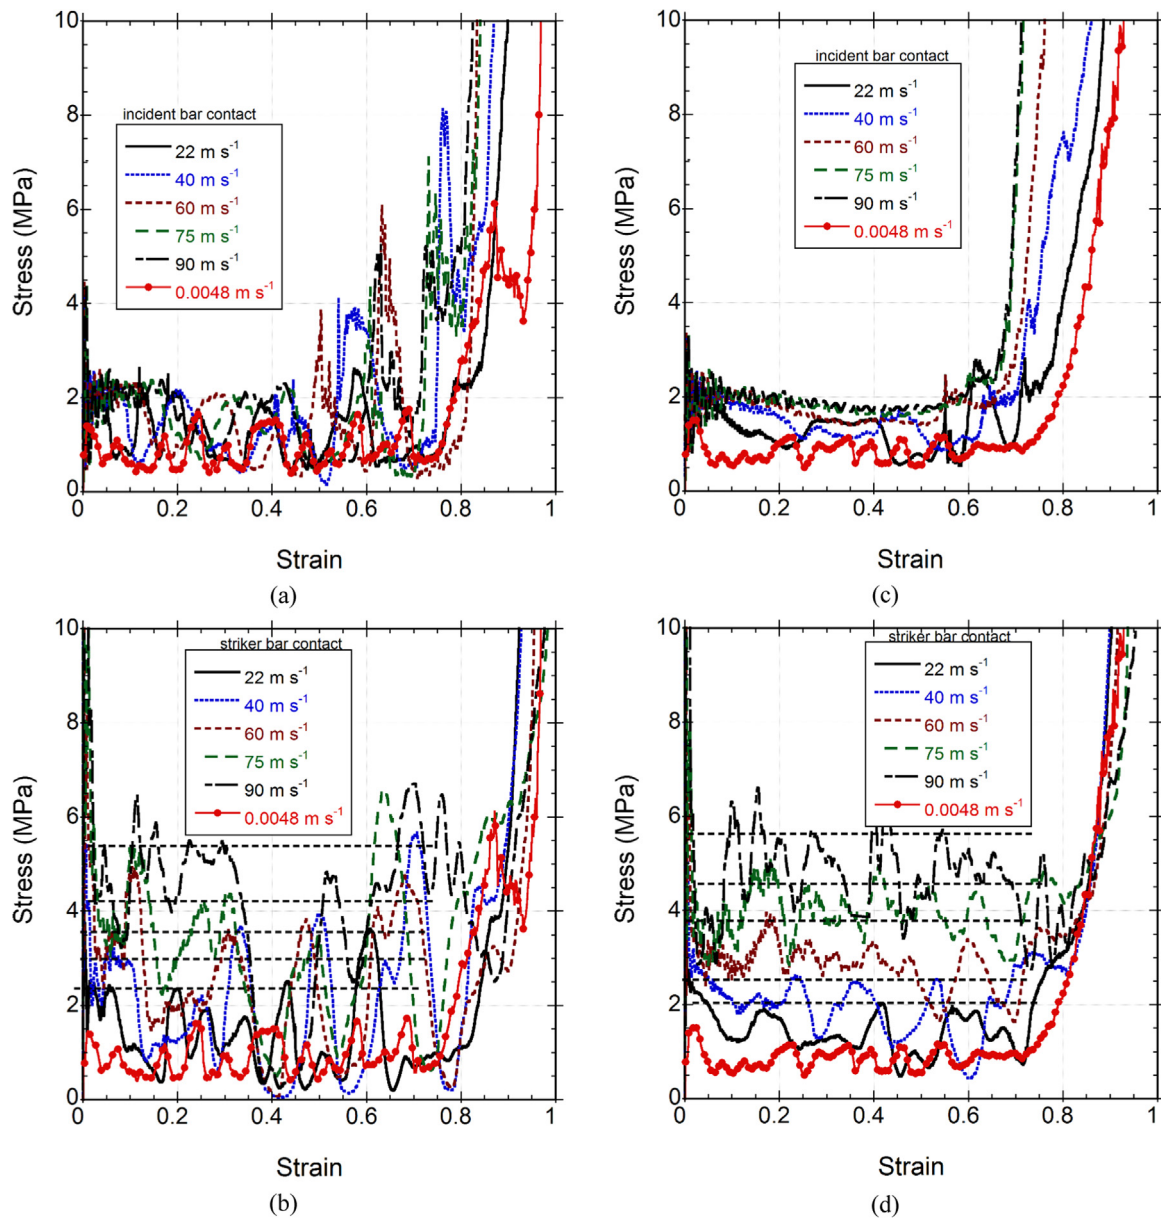 10
8
6
4
2
0
Stress (MPa)
incident bar contact
22 m s-1
40 m s-1
60 m s-1
75 m s-1
90 m s-1
0.0048 m s-1
0 0.2 0.4 0.6 0.8 1
Strain
(a)
10
8
6
4
2
0
Stress (MPa)
incident bar contact
22 m s-1
40 m s-1
60 m s-1
75 m s-1
90 m s-1
0.0048 m s-1
0 0.2 0.4 0.6 0.8 1
Strain
(c)
10
8
6
4
2
0
Stress (MPa)
striker bar contact
22 m s-1
40 m s-1
60 m s-1
75 m s-1
90 m s-1
0.0048 m s-1
0 0.2 0.4 0.6 0.8 1
Strain
(b)
10
8
6
4
2
0
Stress (MPa)
striker bar contact
22 m s-1
40 m s-1
60 m s-1
75 m s-1
90 m s-1
0.0048 m s-1
0 0.2 0.4 0.6 0.8 1
Strain
(d)